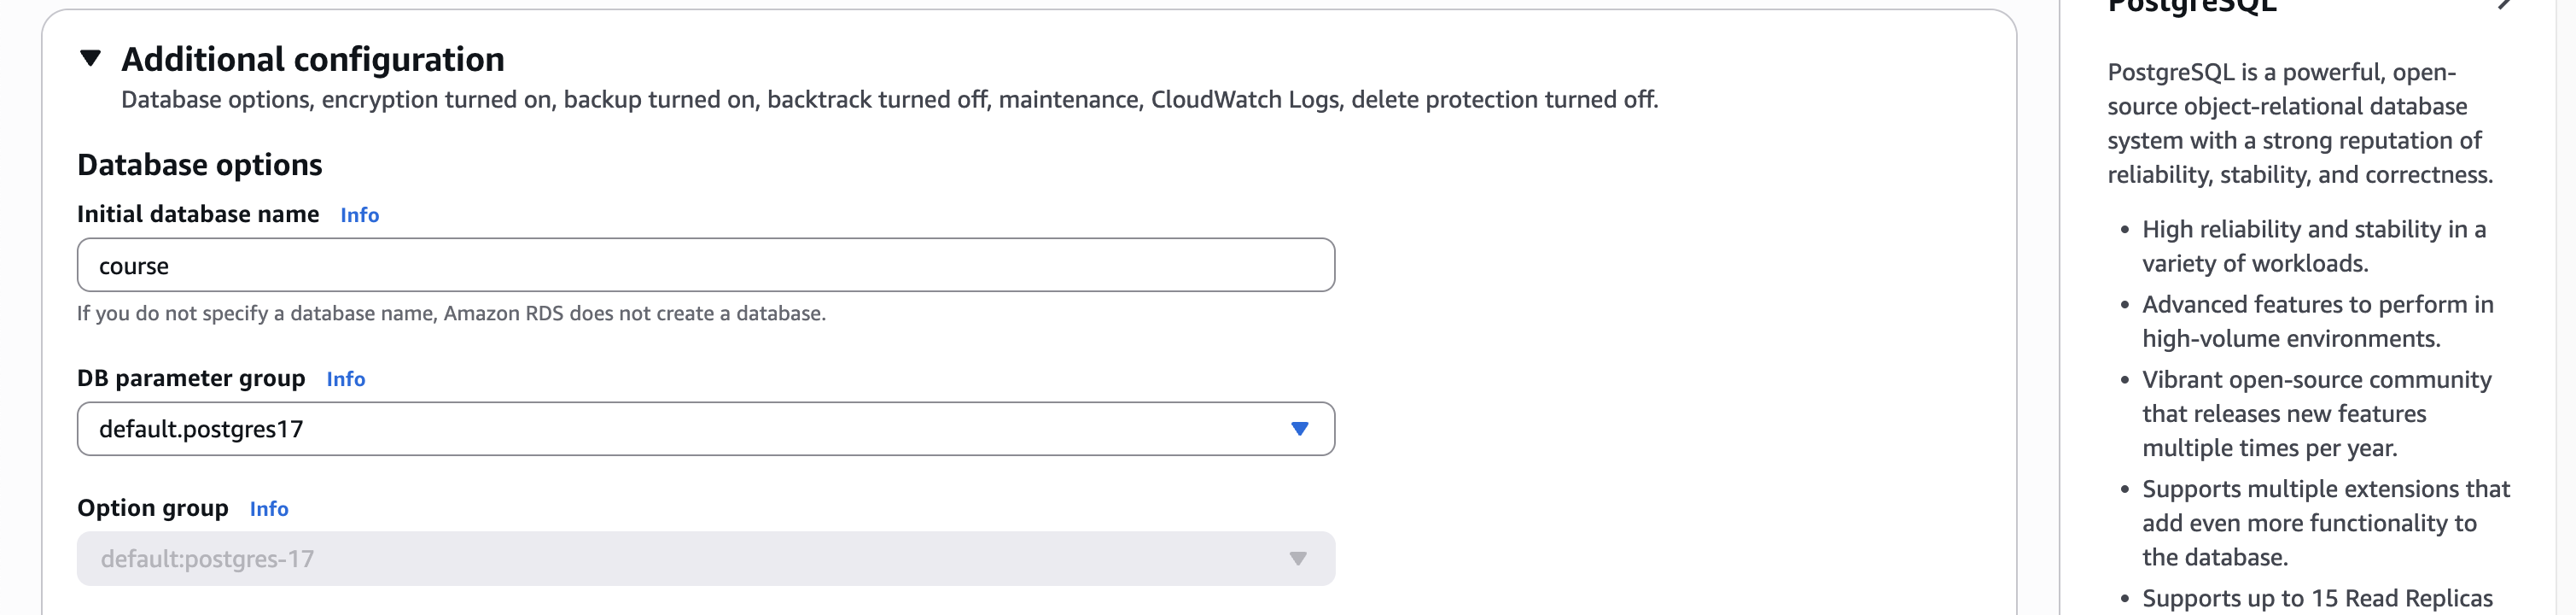 Additional configuration
Database options, encryption turned on, backup turned on, backtrack turned off, maintenance, CloudWatch Logs, delete protection turned off.
Database options
Initial database name Info
course
If you do not specify a database name, Amazon RDS does not create a database.
DB parameter group Info
default.postgres17
Option group Info
default:postgres-17
PostgreSQL
PostgreSQL is a powerful, open-
source object-relational database
system with a strong reputation of
reliability, stability, and correctness.
• High reliability and stability in a
variety of workloads.
• Advanced features to perform in
high-volume environments.
• Vibrant open-source community
that releases new features
multiple times per year.
• Supports multiple extensions that
add even more functionality to
the database.
• Supports up to 15 Read Replicas